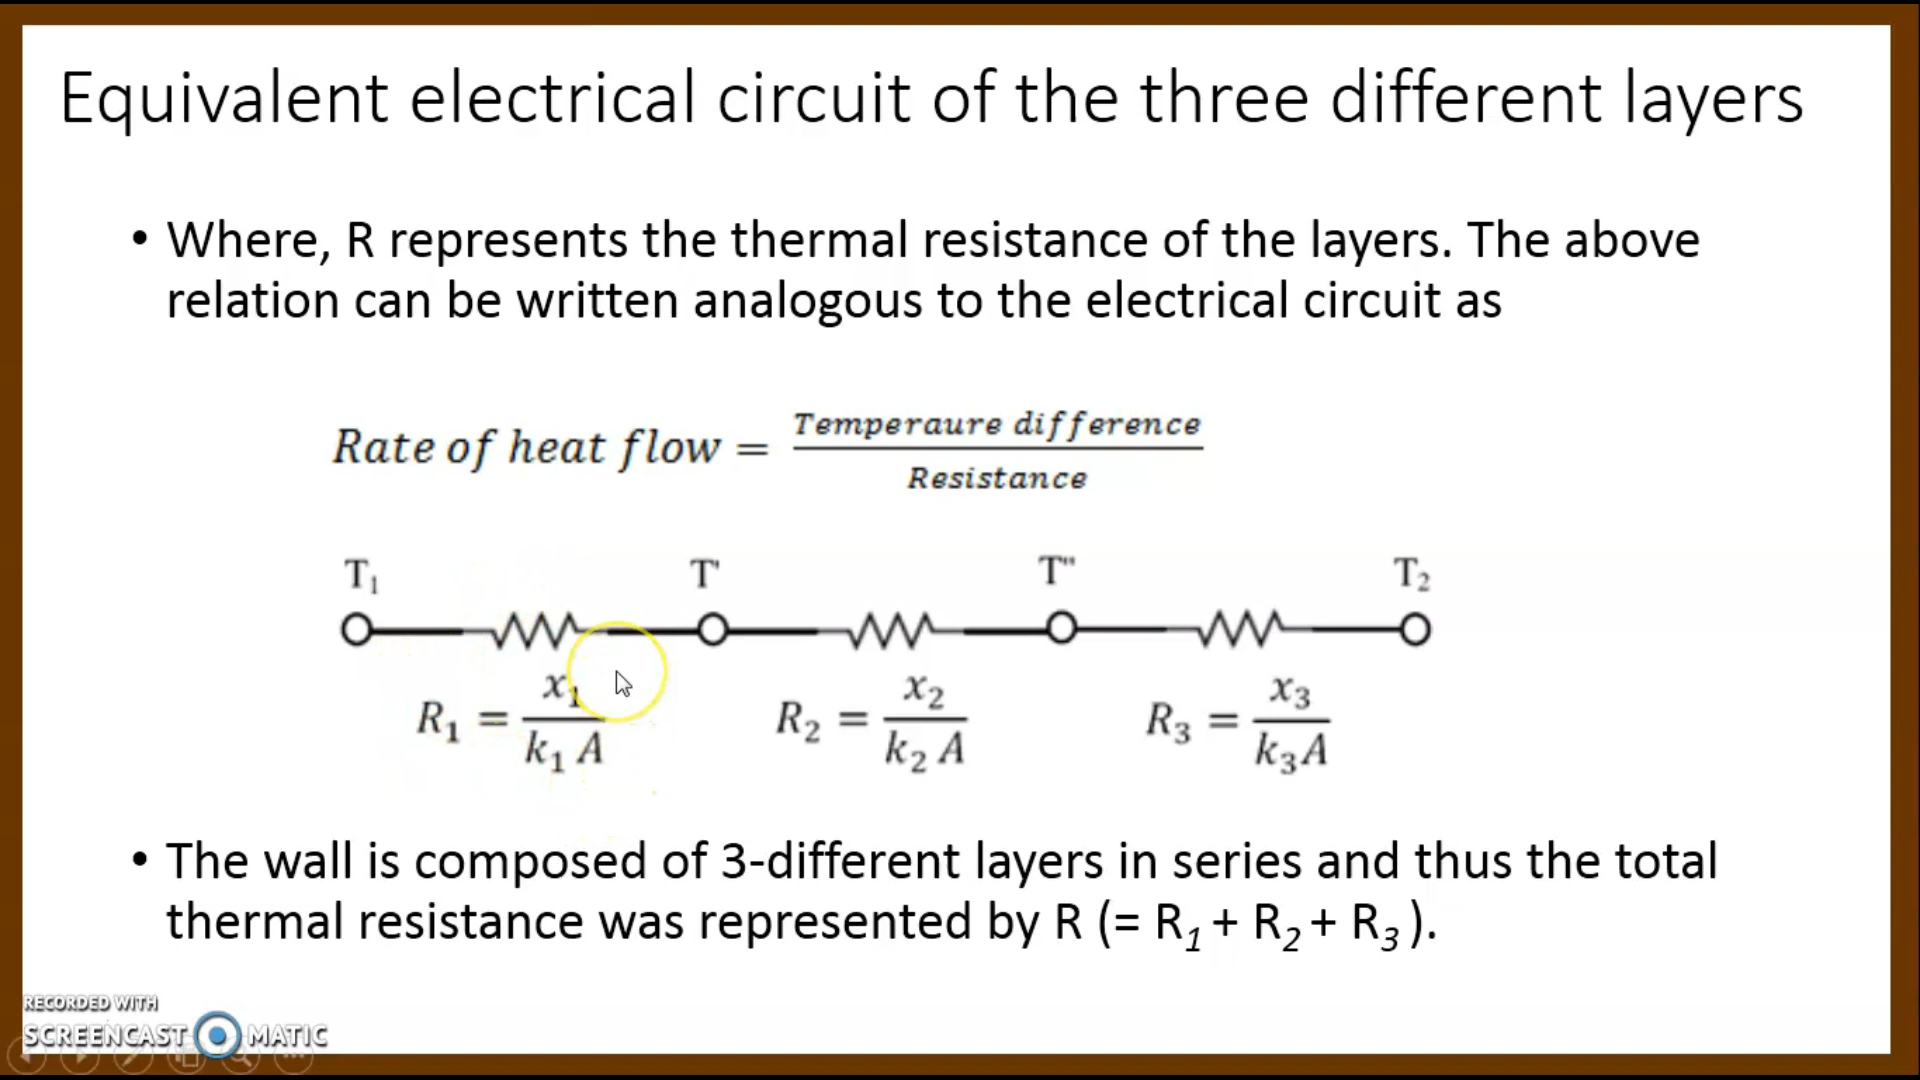 Equivalent electrical circuit of the three different layers
• Where, R represents the thermal resistance of the layers. The above
relation can be written analogous to the electrical circuit as
Rate of heat flow = Temperaure difference / Resistance
T₁ T' T" T₂
R₁ = x₁ / k₁ A R₂ = x₂ / k₂ A R₃ = x₃ / k₃A
• The wall is composed of 3-different layers in series and thus the total
thermal resistance was represented by R (= R₁ + R₂ + R₃ ).
RECORDED WITH
SCREENCAST MATIC